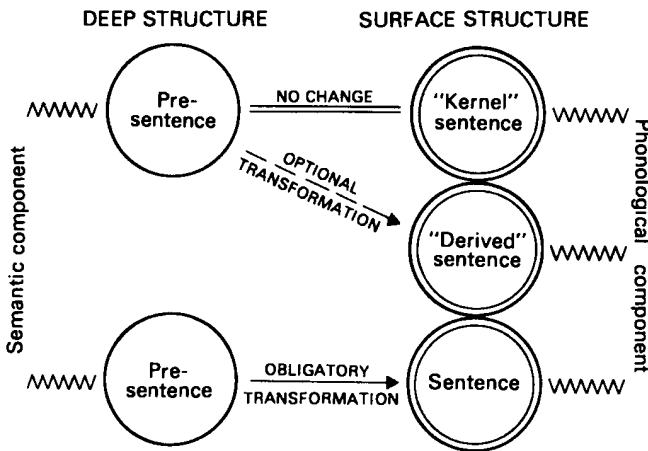 DEEP STRUCTURE
SURFACE STRUCTURE
Pre-
sentence
NO CHANGE
"Kernel"
sentence
OPTIONAL
TRANSFORMATION
"Derived"
sentence
Pre-
sentence
OBLIGATORY
TRANSFORMATION
Sentence
Semantic component
Phonological component